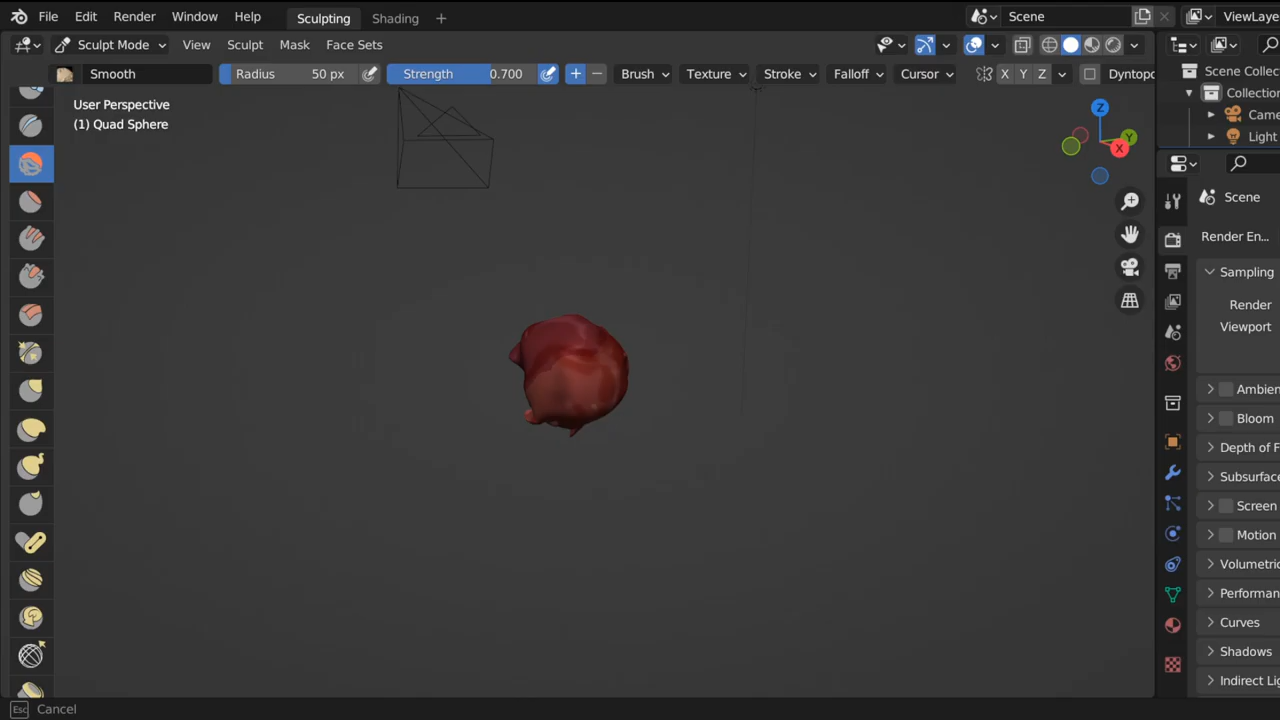 File Edit Render Window Help Sculpting Shading + Scene ViewLaye
Sculpt Mode View Sculpt Mask Face Sets
Smooth Radius 50 px Strength 0.700 + − Brush Texture Stroke Falloff Cursor X Y Z Dyntopo
User Perspective
(1) Quad Sphere
Z
Y
X
Scene Collec
Collection
Came
Light
Scene
Render En...
Sampling
Render
Viewport
Ambien
Bloom
Depth of F
Subsurface
Screen
Motion
Volumetric
Performan
Curves
Shadows
Indirect Lig
Esc Cancel